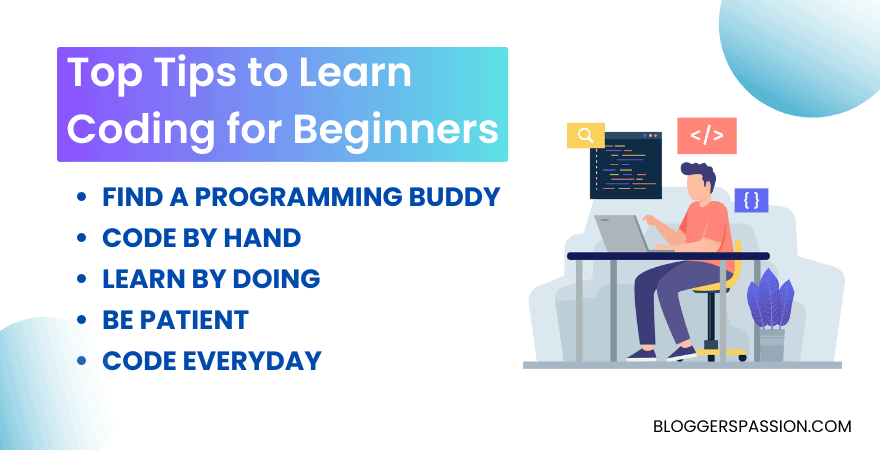 Top Tips to Learn
Coding for Beginners
FIND A PROGRAMMING BUDDY
CODE BY HAND
LEARN BY DOING
BE PATIENT
CODE EVERYDAY
</>
{ }
BLOGGERSPASSION.COM